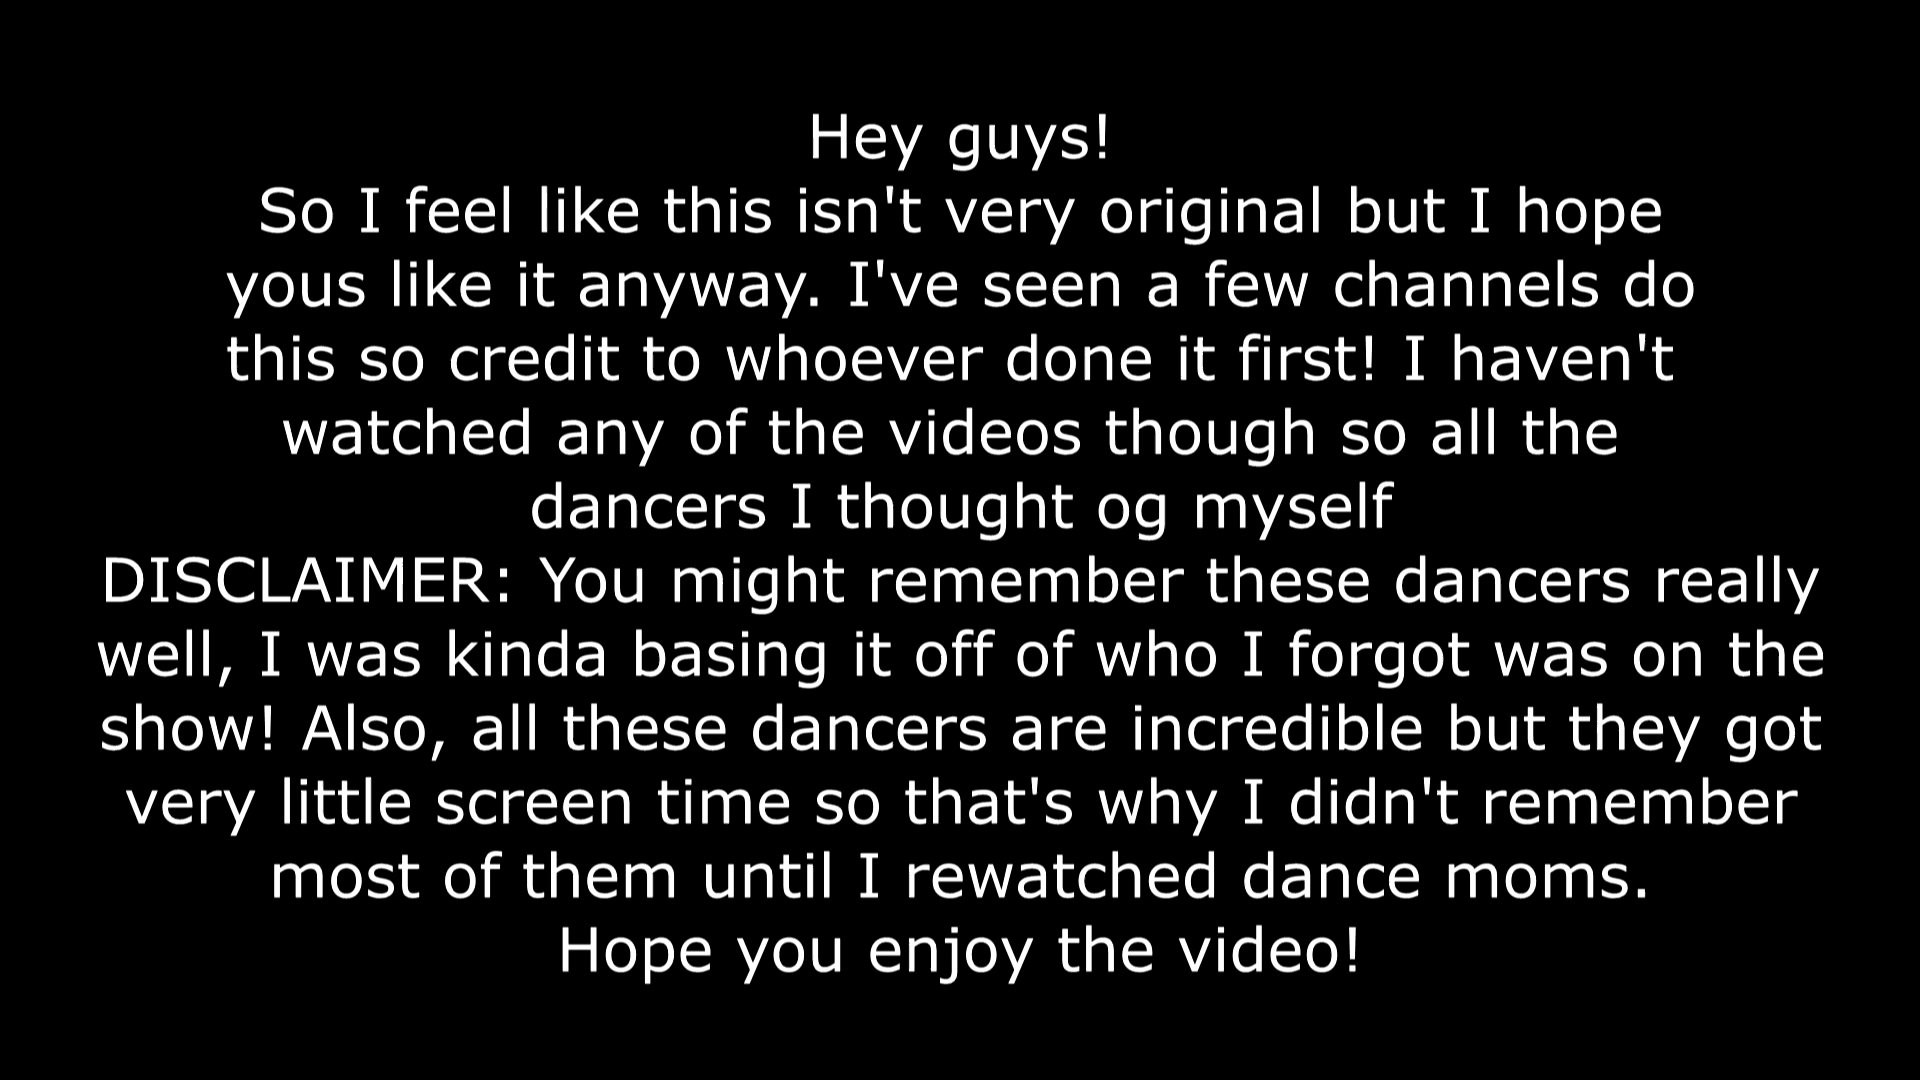 Hey guys!
So I feel like this isn't very original but I hope
yous like it anyway. I've seen a few channels do
this so credit to whoever done it first! I haven't
watched any of the videos though so all the
dancers I thought og myself
DISCLAIMER: You might remember these dancers really
well, I was kinda basing it off of who I forgot was on the
show! Also, all these dancers are incredible but they got
very little screen time so that's why I didn't remember
most of them until I rewatched dance moms.
Hope you enjoy the video!